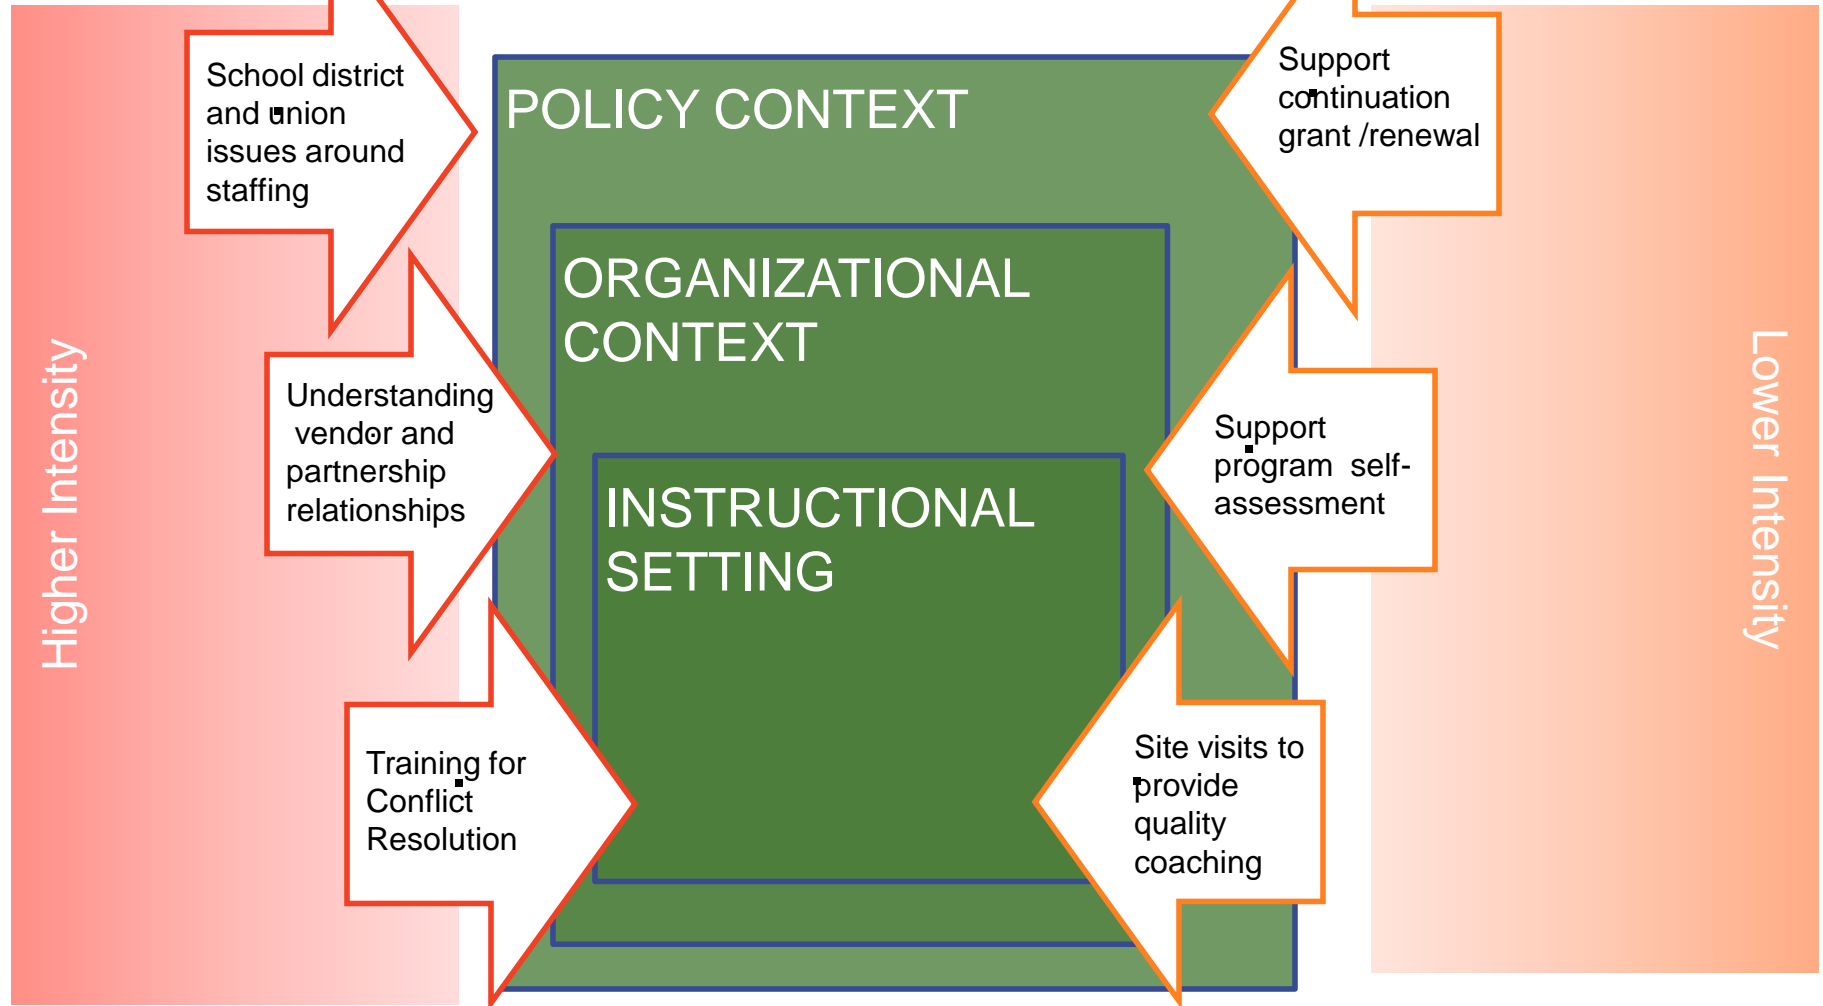 School district
and union
issues around
staffing
POLICY CONTEXT
Support
continuation
grant /renewal
ORGANIZATIONAL
CONTEXT
Higher Intensity
Understanding
vendor and
partnership
relationships
INSTRUCTIONAL
SETTING
Support
program self-
assessment
Lower Intensity
Training for
Conflict
Resolution
Site visits to
provide
quality
coaching